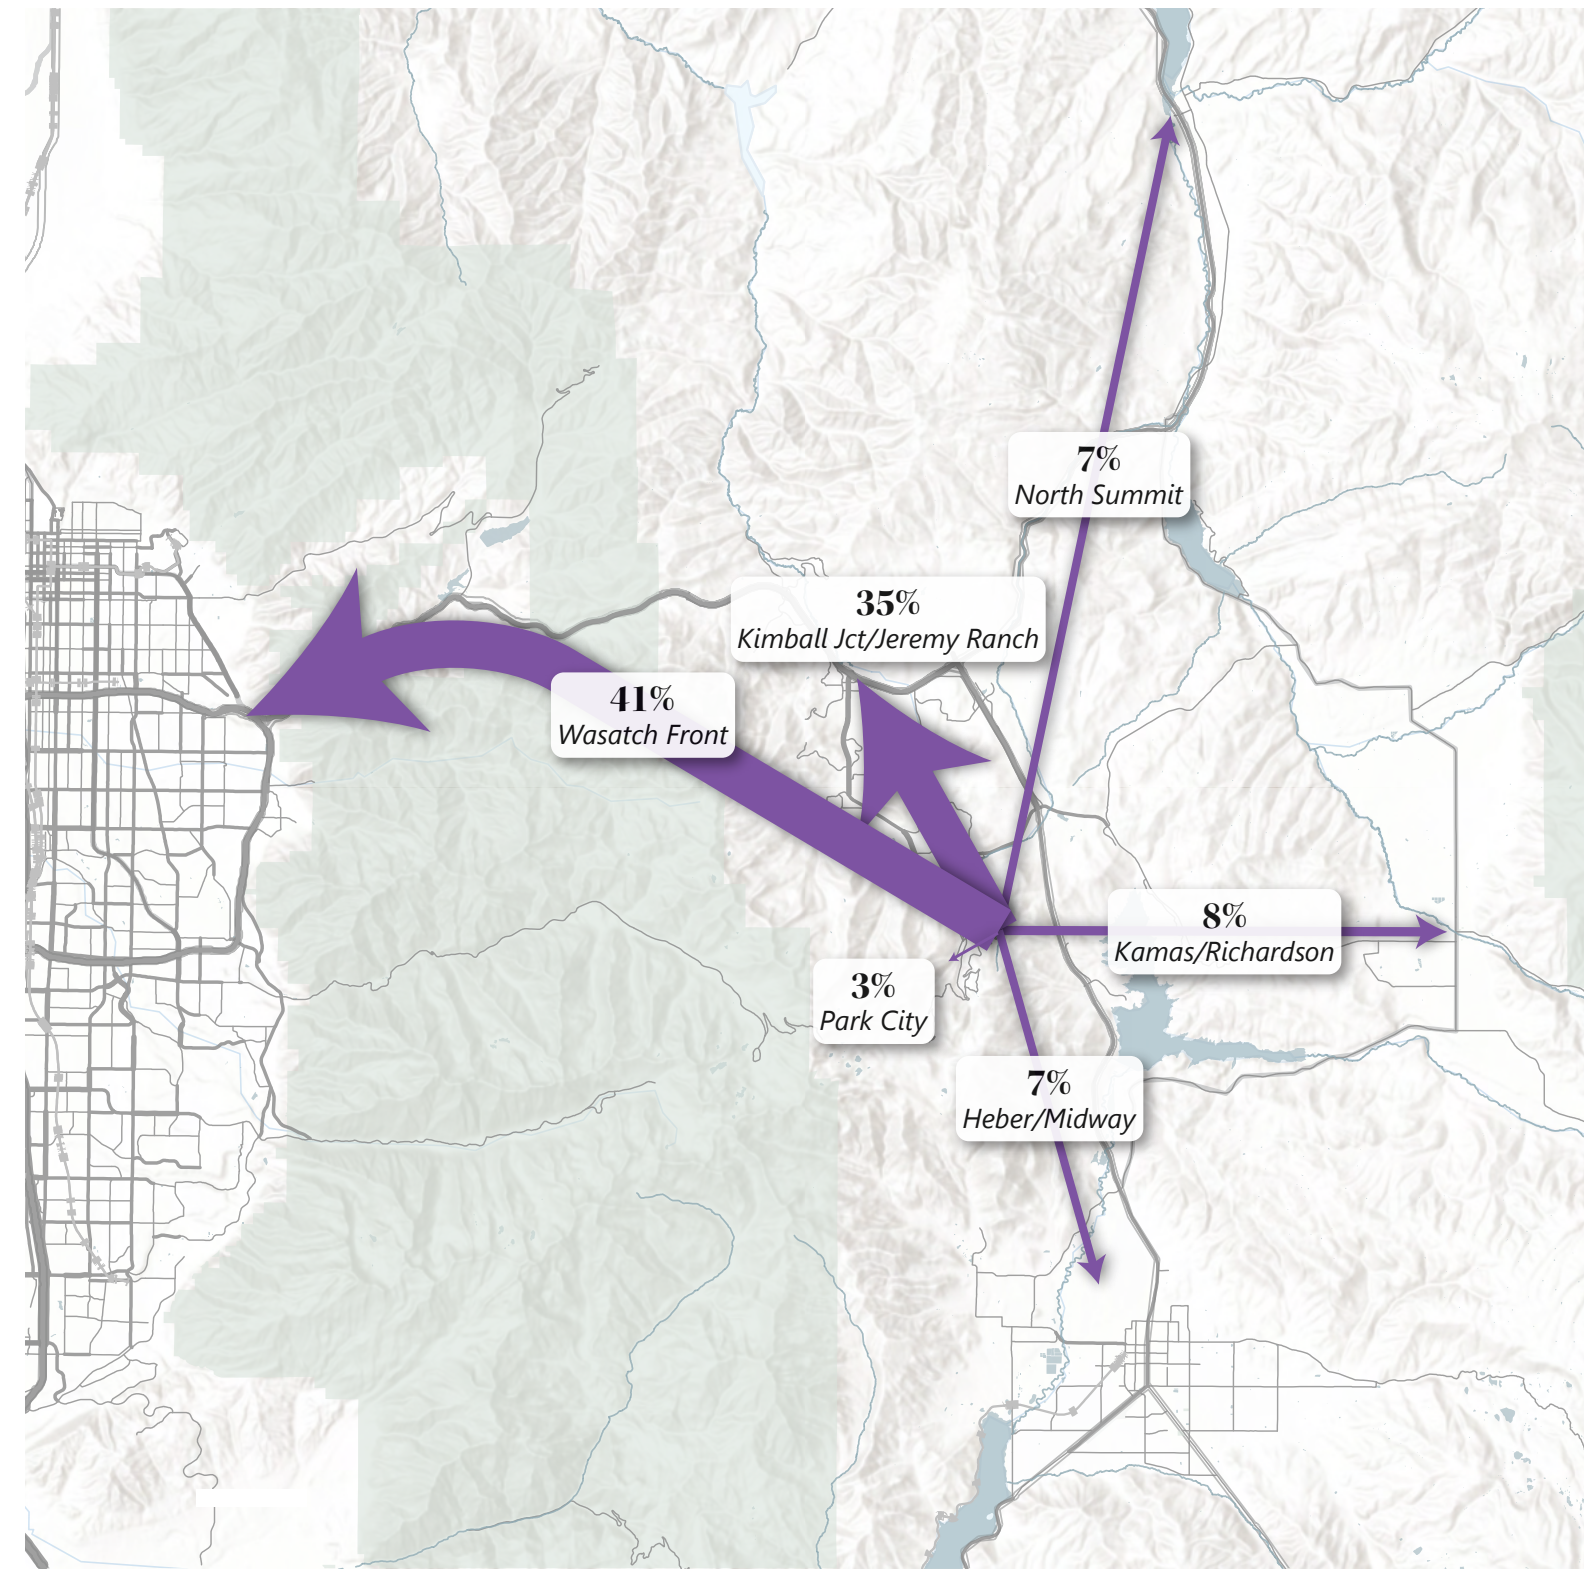 7%
North Summit
35%
Kimball Jct/Jeremy Ranch
41%
Wasatch Front
8%
Kamas/Richardson
3%
Park City
7%
Heber/Midway